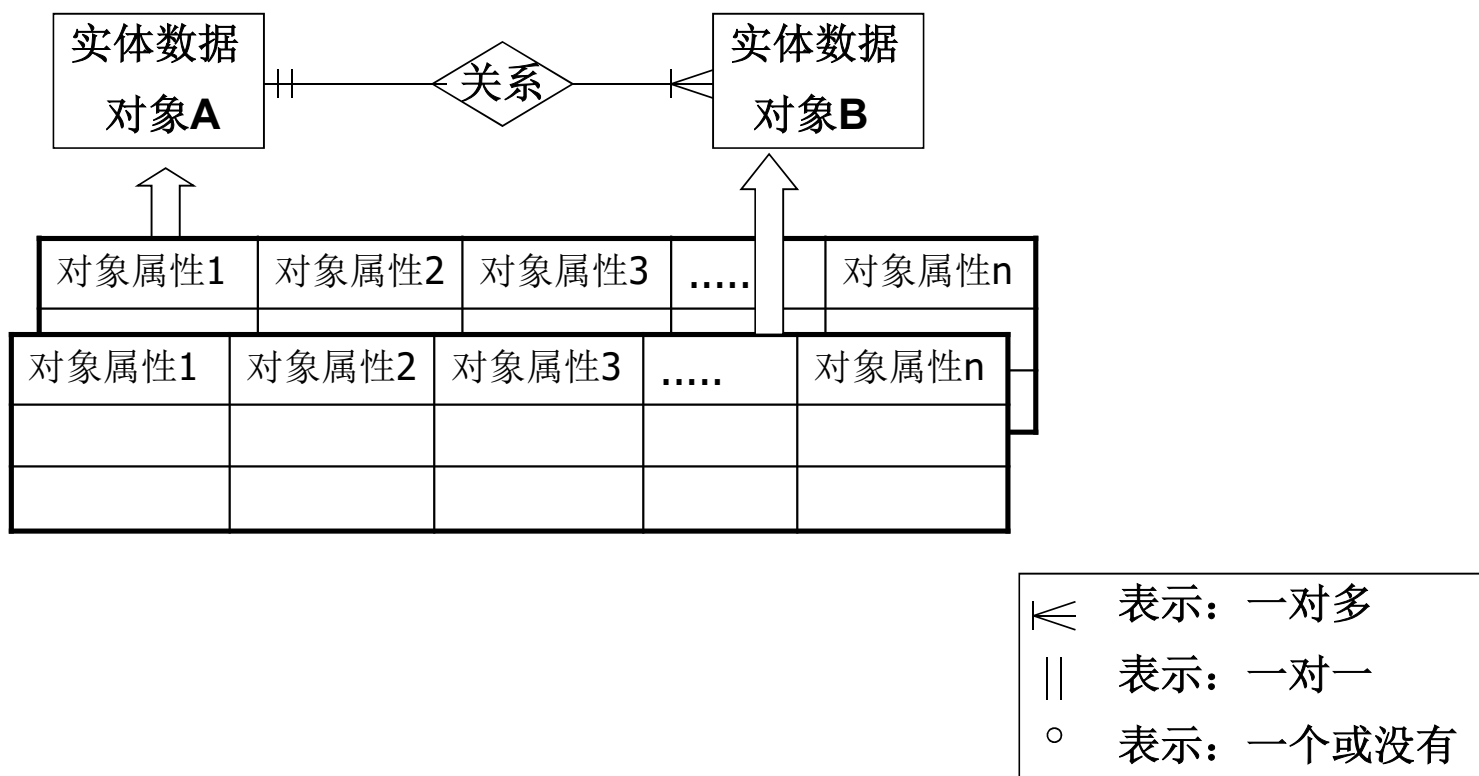 实体数据
对象A
关系
实体数据
对象B
对象属性1 对象属性2 对象属性3 ..... 对象属性n
对象属性1 对象属性2 对象属性3 ..... 对象属性n
表示：一对多
表示：一对一
表示：一个或没有